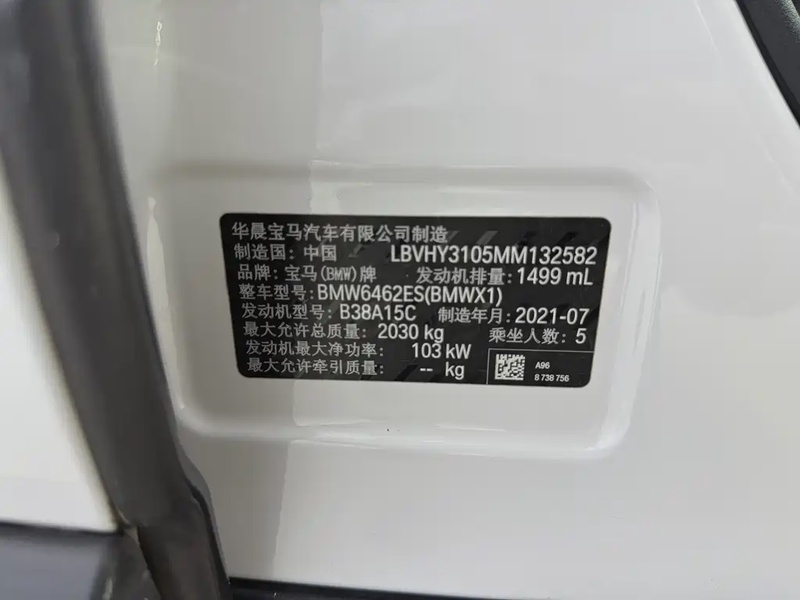 华晨宝马汽车有限公司制造
制造国：中国 LBVHY3105MM132582
品牌：宝马(BMW)牌 发动机排量：1499 mL
整车型号：BMW6462ES(BMWX1)
发动机型号：B38A15C 制造年月：2021-07
最大允许总质量：2030 kg 乘坐人数：5
发动机最大净功率： 103 kW
最大允许牵引质量： -- kg
A96
8 738 756